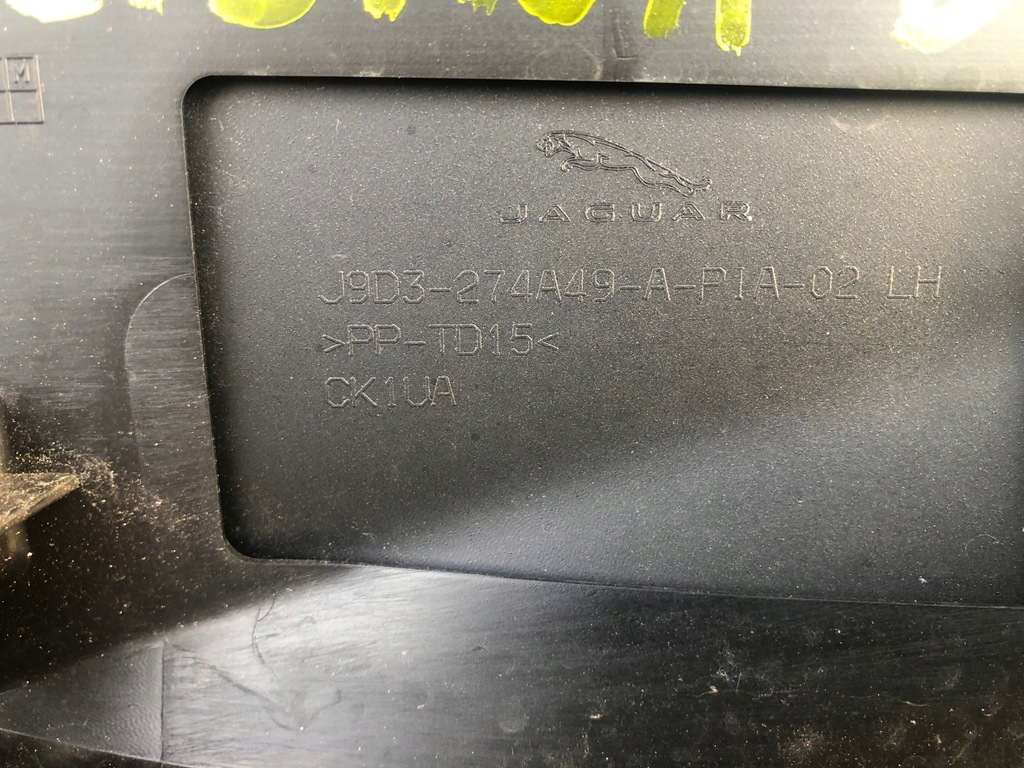 M
JAGUAR
J9D3-274A49-A-PIA-02 LH
>PP-TD15<
CK1UA